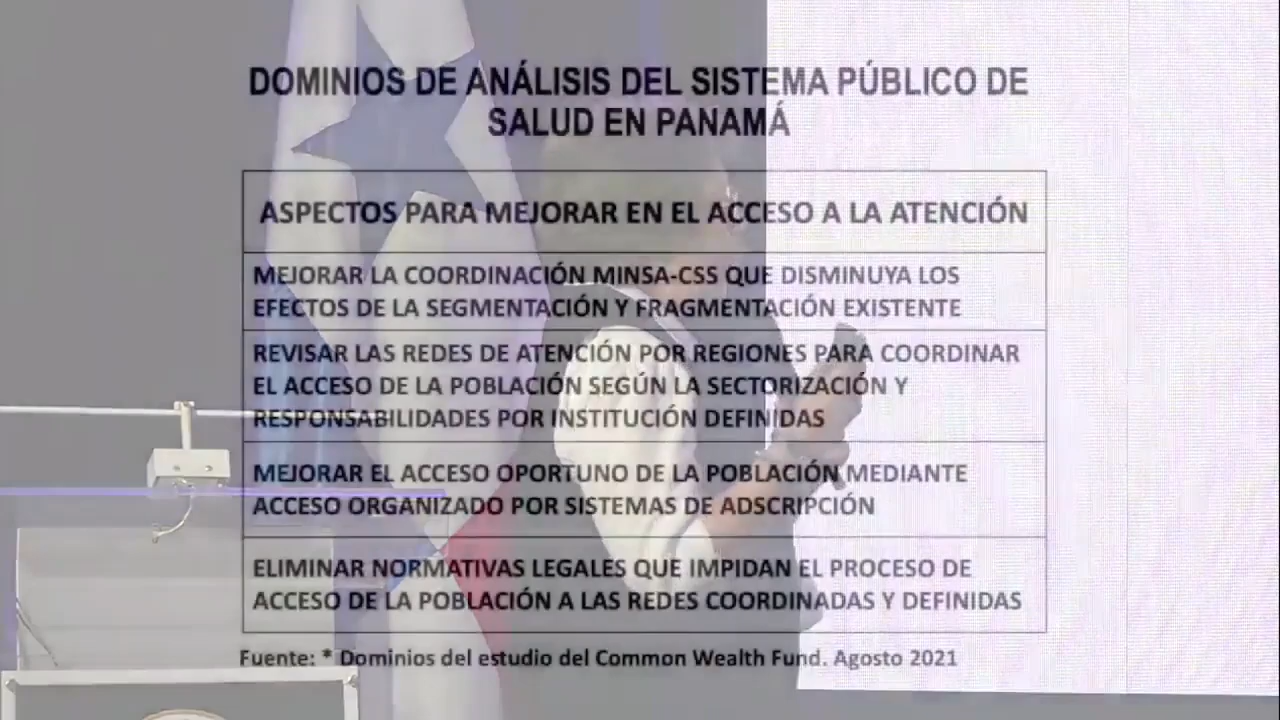 DOMINIOS DE ANÁLISIS DEL SISTEMA PÚBLICO DE
SALUD EN PANAMÁ
ASPECTOS PARA MEJORAR EN EL ACCESO A LA ATENCIÓN
MEJORAR LA COORDINACIÓN MINSA-CSS QUE DISMINUYA LOS
EFECTOS DE LA SEGMENTACIÓN Y FRAGMENTACIÓN EXISTENTE
REVISAR LAS REDES DE ATENCIÓN POR REGIONES PARA COORDINAR
EL ACCESO DE LA POBLACIÓN SEGÚN LA SECTORIZACIÓN Y
RESPONSABILIDADES POR INSTITUCIÓN DEFINIDAS
MEJORAR EL ACCESO OPORTUNO DE LA POBLACIÓN MEDIANTE
ACCESO ORGANIZADO POR SISTEMAS DE ADSCRIPCIÓN
ELIMINAR NORMATIVAS LEGALES QUE IMPIDAN EL PROCESO DE
ACCESO DE LA POBLACIÓN A LAS REDES COORDINADAS Y DEFINIDAS
Fuente: * Dominios del estudio del Common Wealth Fund. Agosto 2021